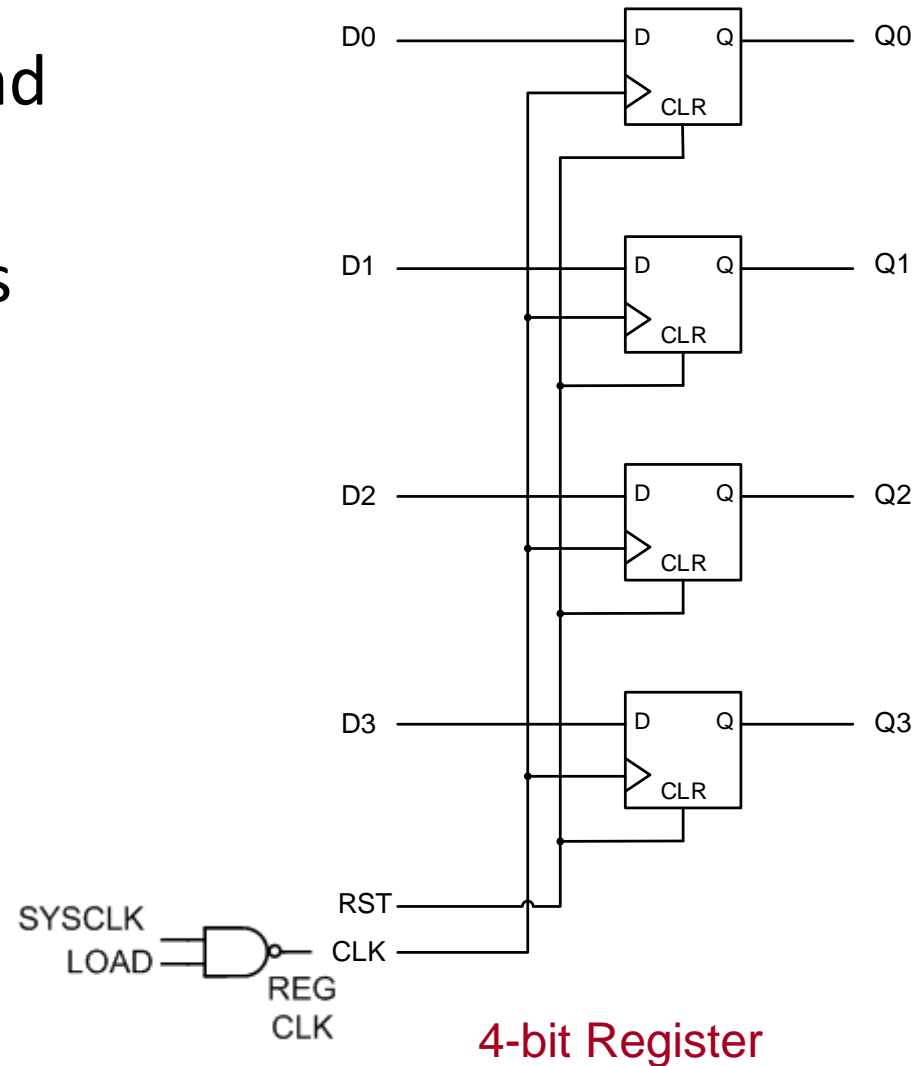 nd
s
D0 D Q Q0
CLR
D1 D Q Q1
CLR
D2 D Q Q2
CLR
D3 D Q Q3
CLR
RST
SYSCLK
CLK
LOAD
REG
CLK
4-bit Register